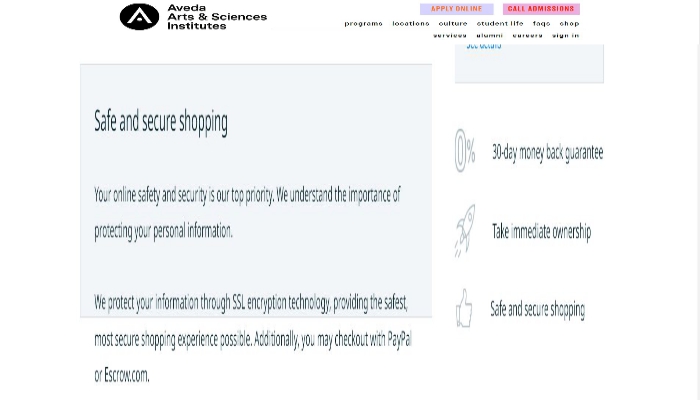 Aveda
Arts & Sciences
Institutes
APPLY ONLINE
CALL ADMISSIONS
programs locations culture student life faqs shop
services alumni careers sign in
See details
Safe and secure shopping
Your online safety and security is our top priority. We understand the importance of
protecting your personal information.
We protect your information through SSL encryption technology, providing the safest,
most secure shopping experience possible. Additionally, you may checkout with PayPal
or Escrow.com.
0%
30-day money back guarantee
Take immediate ownership
Safe and secure shopping